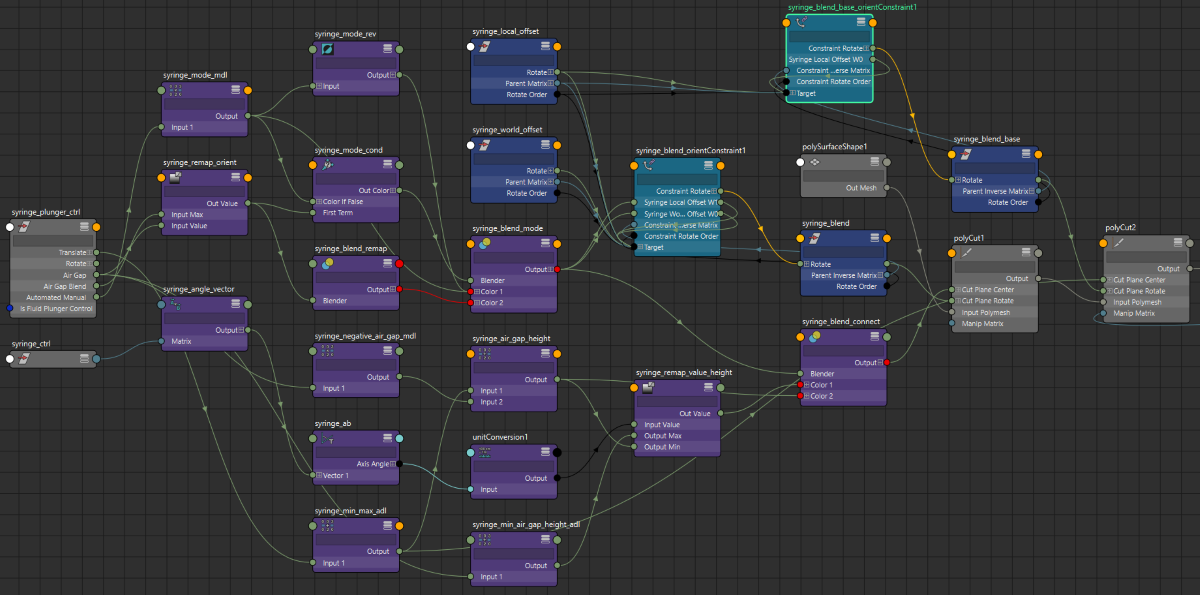 syringe_plunger_ctrl
Translate
Rotate
Air Gap
Air Gap Blend
Automated Manual
Is Fluid Plunger Control
syringe_ctrl
syringe_mode_mdl
Output
Input 1
syringe_remap_orient
Out Value
Input Max
Input Value
syringe_angle_vector
Output
Matrix
syringe_mode_rev
Output
Input
syringe_mode_cond
Out Color
Color If False
First Term
syringe_blend_remap
Output
Blender
syringe_negative_air_gap_mdl
Output
Input 1
syringe_ab
Axis Angle
Vector 1
syringe_min_max_adl
Output
Input 1
syringe_local_offset
Rotate
Parent Matrix
Rotate Order
syringe_world_offset
Rotate
Parent Matrix
Rotate Order
syringe_blend_mode
Output
Blender
Color 1
Color 2
syringe_air_gap_height
Output
Input 1
Input 2
unitConversion1
Output
Input
syringe_min_air_gap_height_adl
Output
Input 1
syringe_blend_orientConstraint1
Constraint Rotate
Syringe Local Offset W1
Syringe Wo... Offset W0
Constraint ...erse Matrix
Constraint Rotate Order
Target
syringe_remap_value_height
Out Value
Input Value
Output Max
Output Min
syringe_blend_base_orientConstraint1
Constraint Rotate
Syringe Local Offset W0
Constraint ...erse Matrix
Constraint Rotate Order
Target
polySurfaceShape1
Out Mesh
syringe_blend
Rotate
Parent Inverse Matrix
Rotate Order
syringe_blend_connect
Output
Blender
Color 1
Color 2
syringe_blend_base
Rotate
Parent Inverse Matrix
Rotate Order
polyCut1
Output
Cut Plane Center
Cut Plane Rotate
Input Polymesh
Manip Matrix
polyCut2
Output
Cut Plane Center
Cut Plane Rotate
Input Polymesh
Manip Matrix